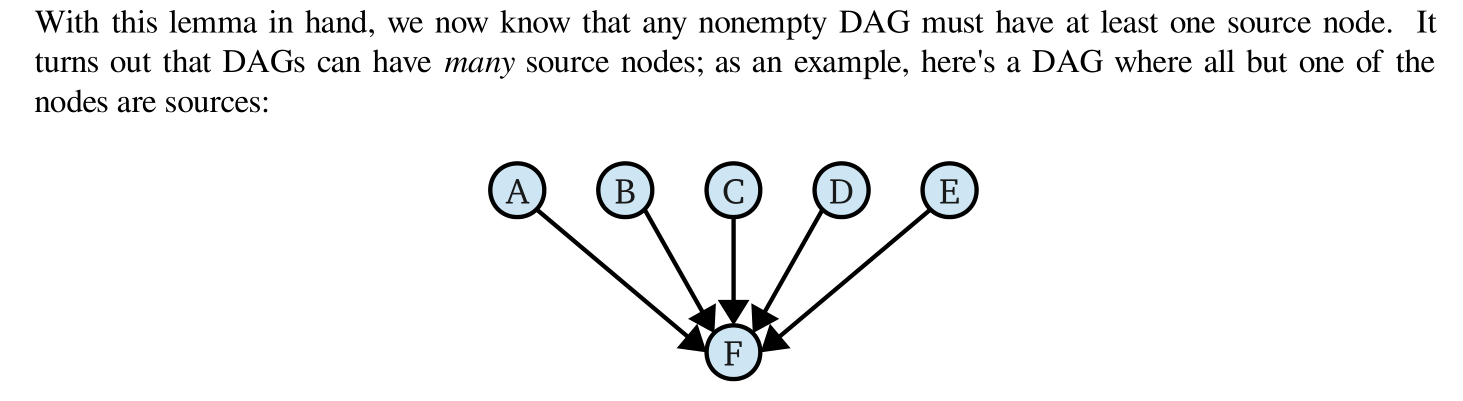 With this lemma in hand, we now know that any nonempty DAG must have at least one source node. It
turns out that DAGs can have many source nodes; as an example, here's a DAG where all but one of the
nodes are sources:
A B C D E
F